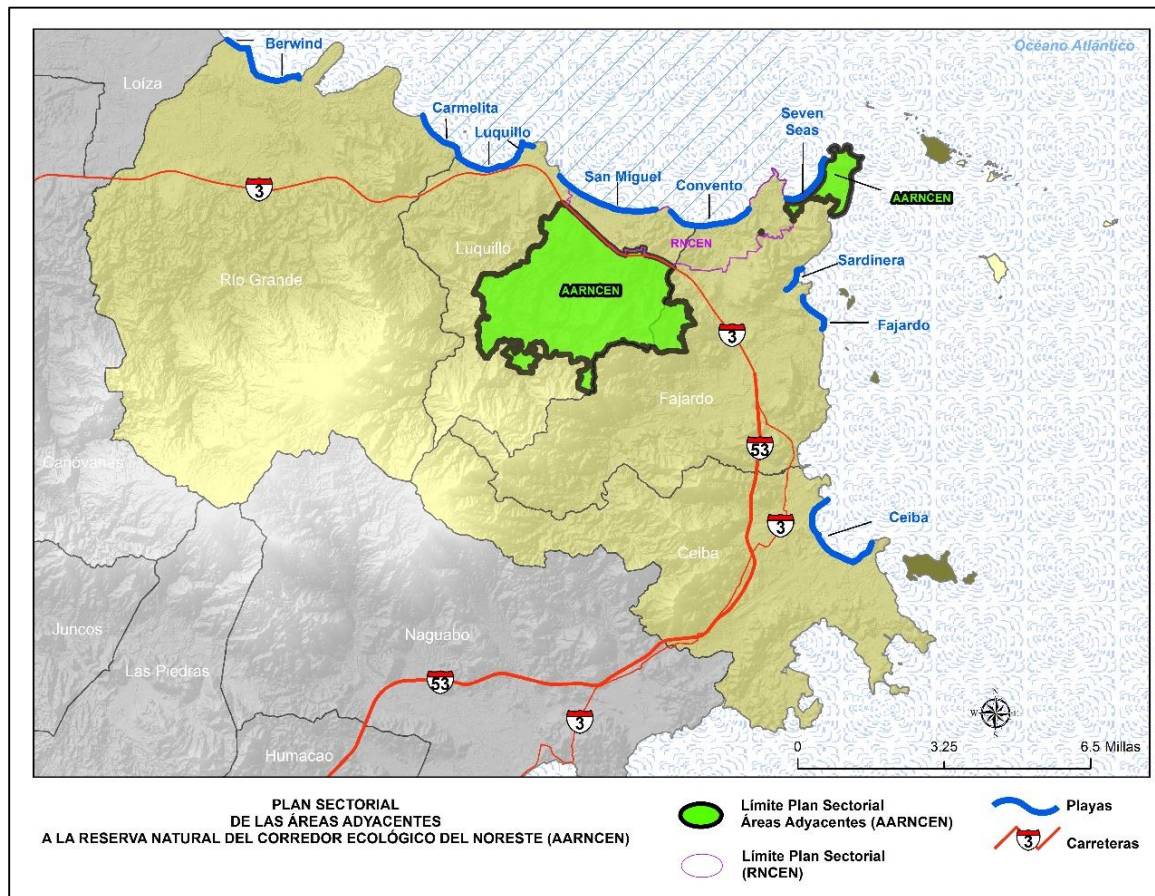 Océano Atlántico
Berwind
Loíza
Carmelita
Luquillo
Seven
Seas
San Miguel
Convento
AARNCEN
3
RNCEN
Luquillo
Sardinera
Río Grande
AARNCEN
Fajardo
3
Fajardo
53
Canóvanas
3
Ceiba
Ceiba
Juncos
Naguabo
Las Piedras
53
3
Humacao
N
W
E
S
0 3.25 6.5 Millas
PLAN SECTORIAL
DE LAS ÁREAS ADYACENTES
A LA RESERVA NATURAL DEL CORREDOR ECOLÓGICO DEL NORESTE (AARNCEN)
Límite Plan Sectorial
Áreas Adyacentes (AARNCEN)
Límite Plan Sectorial
(RNCEN)
Playas
3
Carreteras